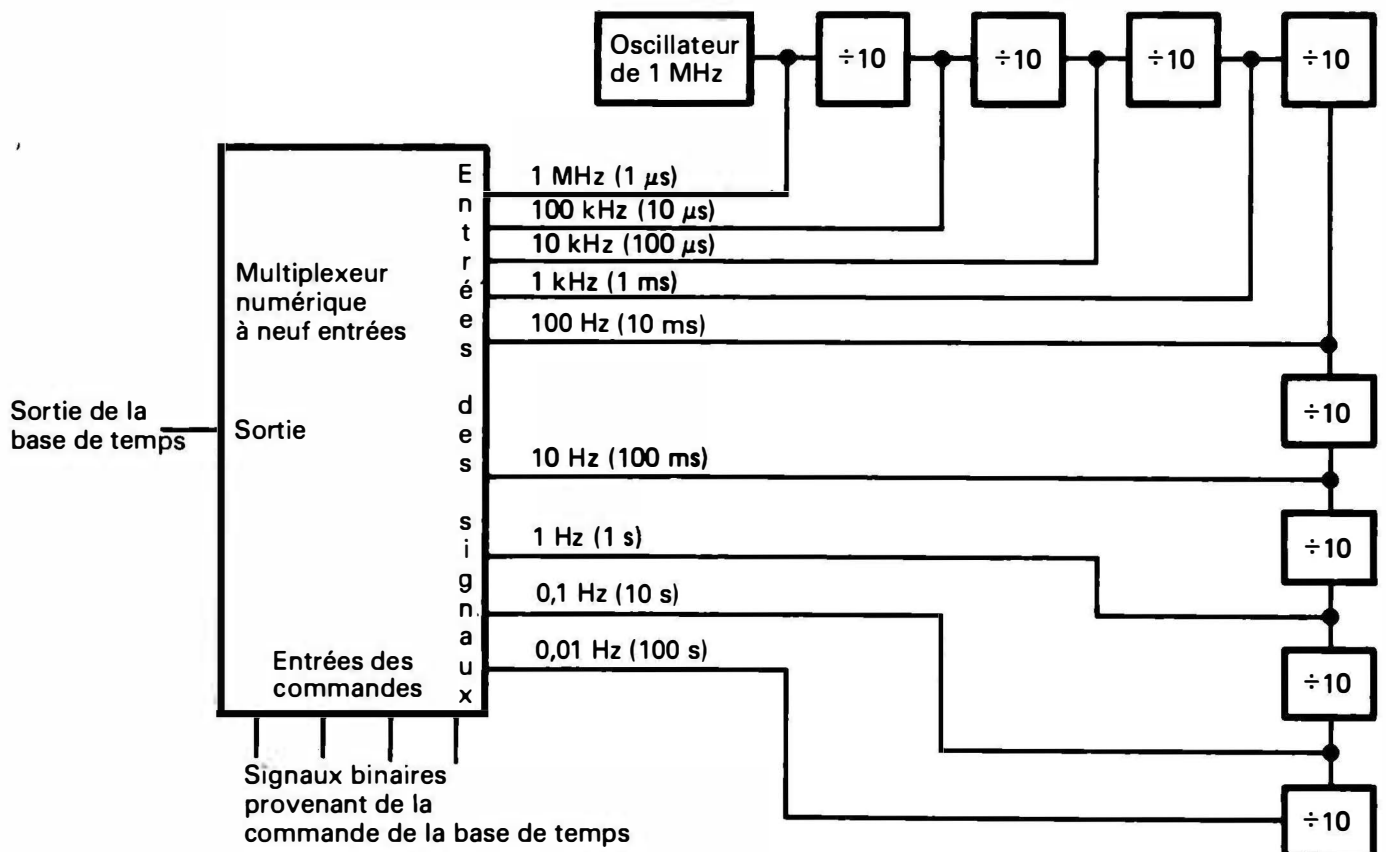 Oscillateur
de 1 MHz
÷10
÷10
÷10
÷10
Entrées des signaux
1 MHz (1 μs)
100 kHz (10 μs)
10 kHz (100 μs)
1 kHz (1 ms)
100 Hz (10 ms)
Multiplexeur
numérique
à neuf entrées
÷10
Sortie de la
base de temps
Sortie
10 Hz (100 ms)
÷10
1 Hz (1 s)
0,1 Hz (10 s)
÷10
0,01 Hz (100 s)
Entrées des
commandes
÷10
Signaux binaires
provenant de la
commande de la base de temps